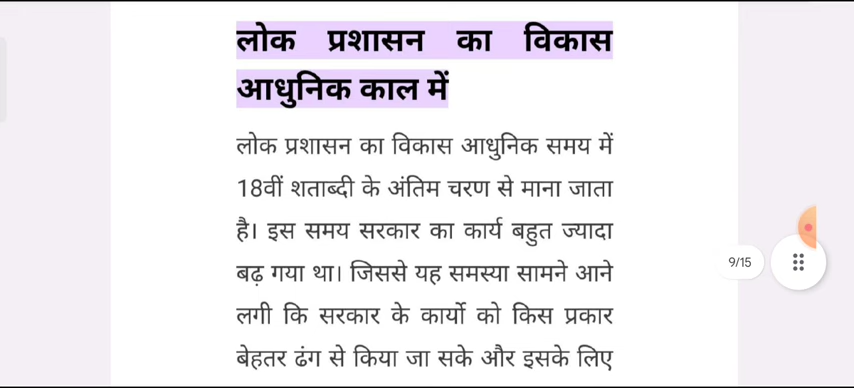 लोक प्रशासन का विकास
आधुनिक काल में
लोक प्रशासन का विकास आधुनिक समय में
18वीं शताब्दी के अंतिम चरण से माना जाता
है। इस समय सरकार का कार्य बहुत ज्यादा
बढ़ गया था। जिससे यह समस्या सामने आने
लगी कि सरकार के कार्यो को किस प्रकार
बेहतर ढंग से किया जा सके और इसके लिए
9/15